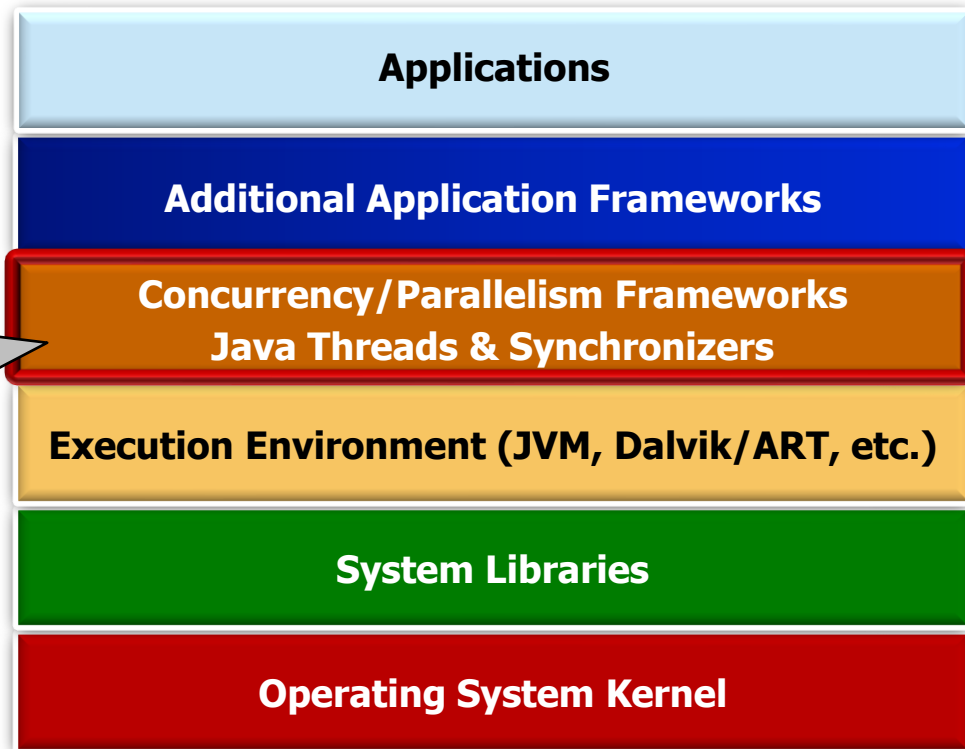 Applications
Additional Application Frameworks
Concurrency/Parallelism Frameworks
Java Threads & Synchronizers
Execution Environment (JVM, Dalvik/ART, etc.)
System Libraries
Operating System Kernel